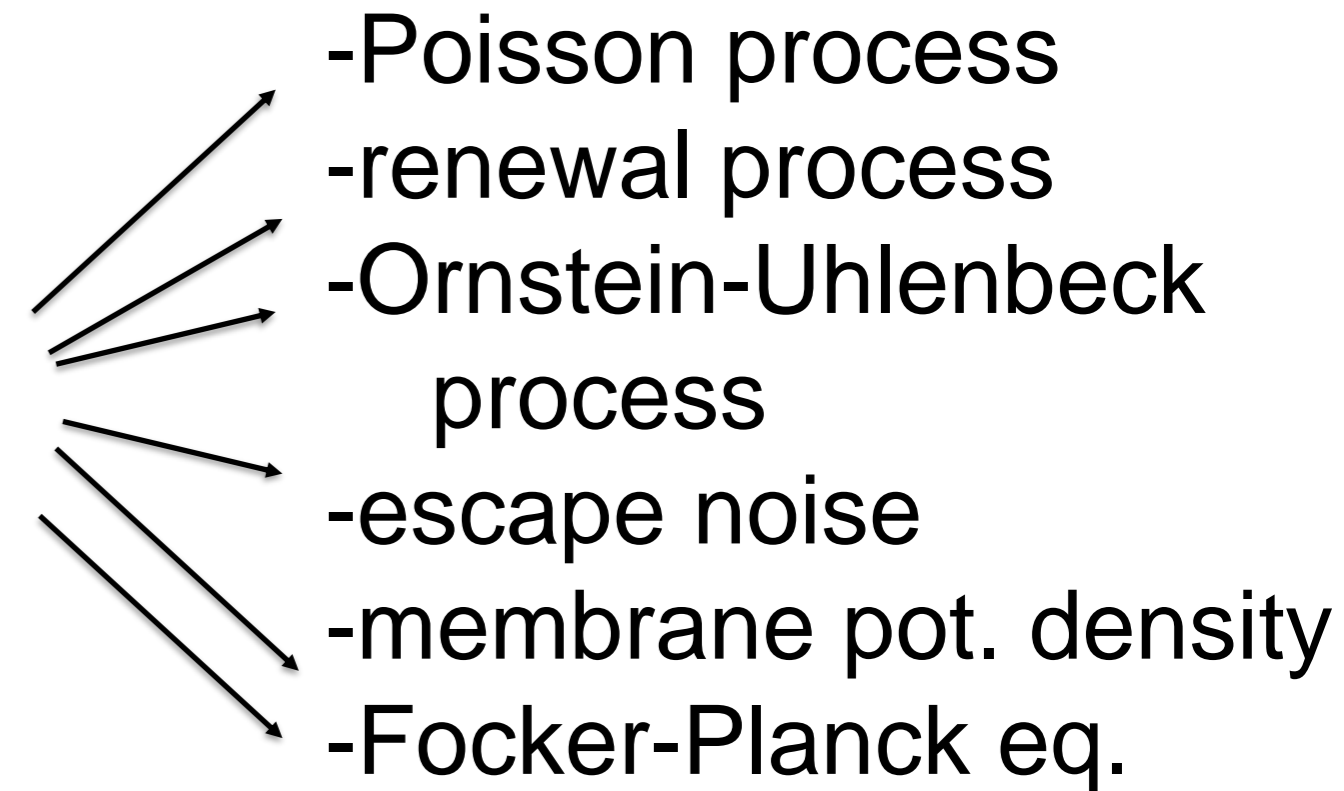 -Poisson process
-renewal process
-Ornstein-Uhlenbeck
process
-escape noise
-membrane pot. density
-Focker-Planck eq.